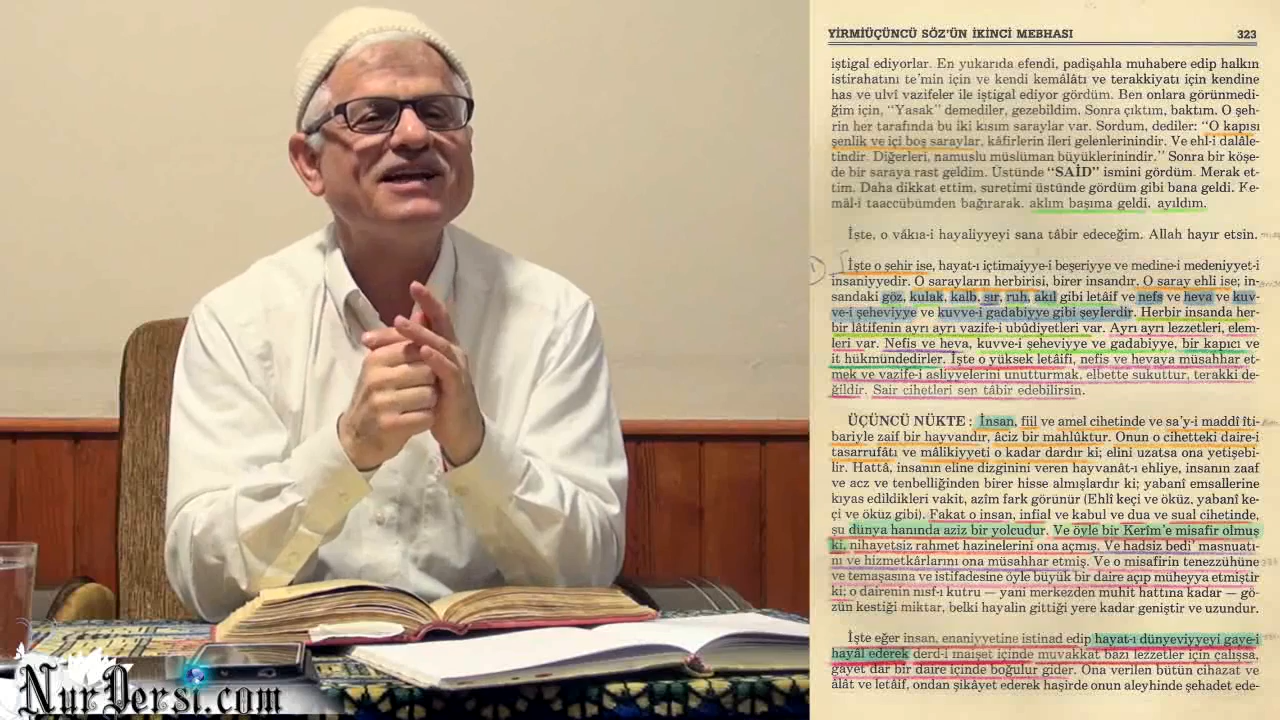 YİRMİÜÇÜNCÜ SÖZ'ÜN İKİNCİ MEBHASI 323
iştigal ediyorlar. En yukarıda efendi, padişahla muhabere edip halkın
istirahatını te'min için ve kendi kemâlâtı ve terakkiyatı için kendine
has ve ulvî vazifeler ile iştigal ediyor gördüm. Ben onlara görünmedi-
ğim için, "Yasak" demediler, gezebildim. Sonra çıktım, baktım. O şeh-
rin her tarafında bu iki kısım saraylar var. Sordum, dediler: "O kapısı
şenlik ve içi boş saraylar, kâfirlerin ileri gelenlerinindir. Ve ehl-i dalâle-
tindir. Diğerleri, namuslu müslüman büyüklerinindir." Sonra bir köşe-
de bir saraya rast geldim. Üstünde "SAİD" ismini gördüm. Merak et-
tim. Daha dikkat ettim, suretimi üstünde gördüm gibi bana geldi. Ke-
mâl-i taaccübümden bağırarak, aklım başıma geldi, ayıldım.
İşte, o vâkıa-i hayaliyyeyi sana tâbir edeceğim. Allah hayır etsin.
İşte o şehir ise, hayat-ı içtimaiyye-i beşeriyye ve medine-i medeniyyet-i
insaniyyedir. O sarayların herbirisi, birer insandır. O saray ehli ise; in-
sandaki göz, kulak, kalb, sır, ruh, akıl gibi letâif ve nefs ve heva ve kuv-
ve-i şeheviyye ve kuvve-i gadabiyye gibi şeylerdir. Herbir insanda her-
bir lâtîfenin ayrı ayrı vazife-i ubûdiyetleri var. Ayrı ayrı lezzetleri, elem-
leri var. Nefis ve heva, kuvve-i şeheviyye ve gadabiyye, bir kapıcı ve
it hükmündedirler. İşte o yüksek letâifi, nefis ve hevaya müsahhar et-
mek ve vazife-i asliyyelerini unutturmak, elbette sukuttur, terakki de-
ğildir. Sair cihetleri sen tâbir edebilirsin.
ÜÇÜNCÜ NÜKTE : İnsan, fiil ve amel cihetinde ve sa'y-i maddî îti-
bariyle zaif bir hayvandır, âciz bir mahlûktur. Onun o cihetteki daire-i
tasarrufâtı ve mâlikiyyeti o kadar dardır ki; elini uzatsa ona yetişebi-
lir. Hattâ, insanın eline dizginini veren hayvanât-ı ehliye, insanın zaaf
ve acz ve tenbelliğinden birer hisse almışlardır ki; yabanî emsallerine
kıyas edildikleri vakit, azîm fark görünür (Ehlî keçi ve öküz, yabanî ke-
çi ve öküz gibi). Fakat o insan, infial ve kabul ve dua ve sual cihetinde,
şu dünya hanında aziz bir yolcudur. Ve öyle bir Kerîm'e misafir olmuş
ki, nihayetsiz rahmet hazinelerini ona açmış. Ve hadsiz bedi' masnuatı-
nı ve hizmetkârlarını ona müsahhar etmiş. Ve o misafirin tenezzühüne
ve temaşasına ve istifadesine öyle büyük bir daire açıp müheyya etmiştir
ki; o dairenin nısf-ı kutru — yani merkezden muhit hattına kadar — gö-
zün kestiği miktar, belki hayalin gittiği yere kadar geniştir ve uzundur.
İşte eğer insan, enaniyyetine istinad edip hayat-ı dünyeviyyeyi gaye-i
hayâl ederek derd-i maişet içinde muvakkat bazı lezzetler için çalışsa,
gayet dar bir daire içinde boğulur gider. Ona verilen bütün cihazat ve
âlât ve letâif, ondan şikâyet ederek haşirde onun aleyhinde şehadet ede-
NurDersi.com